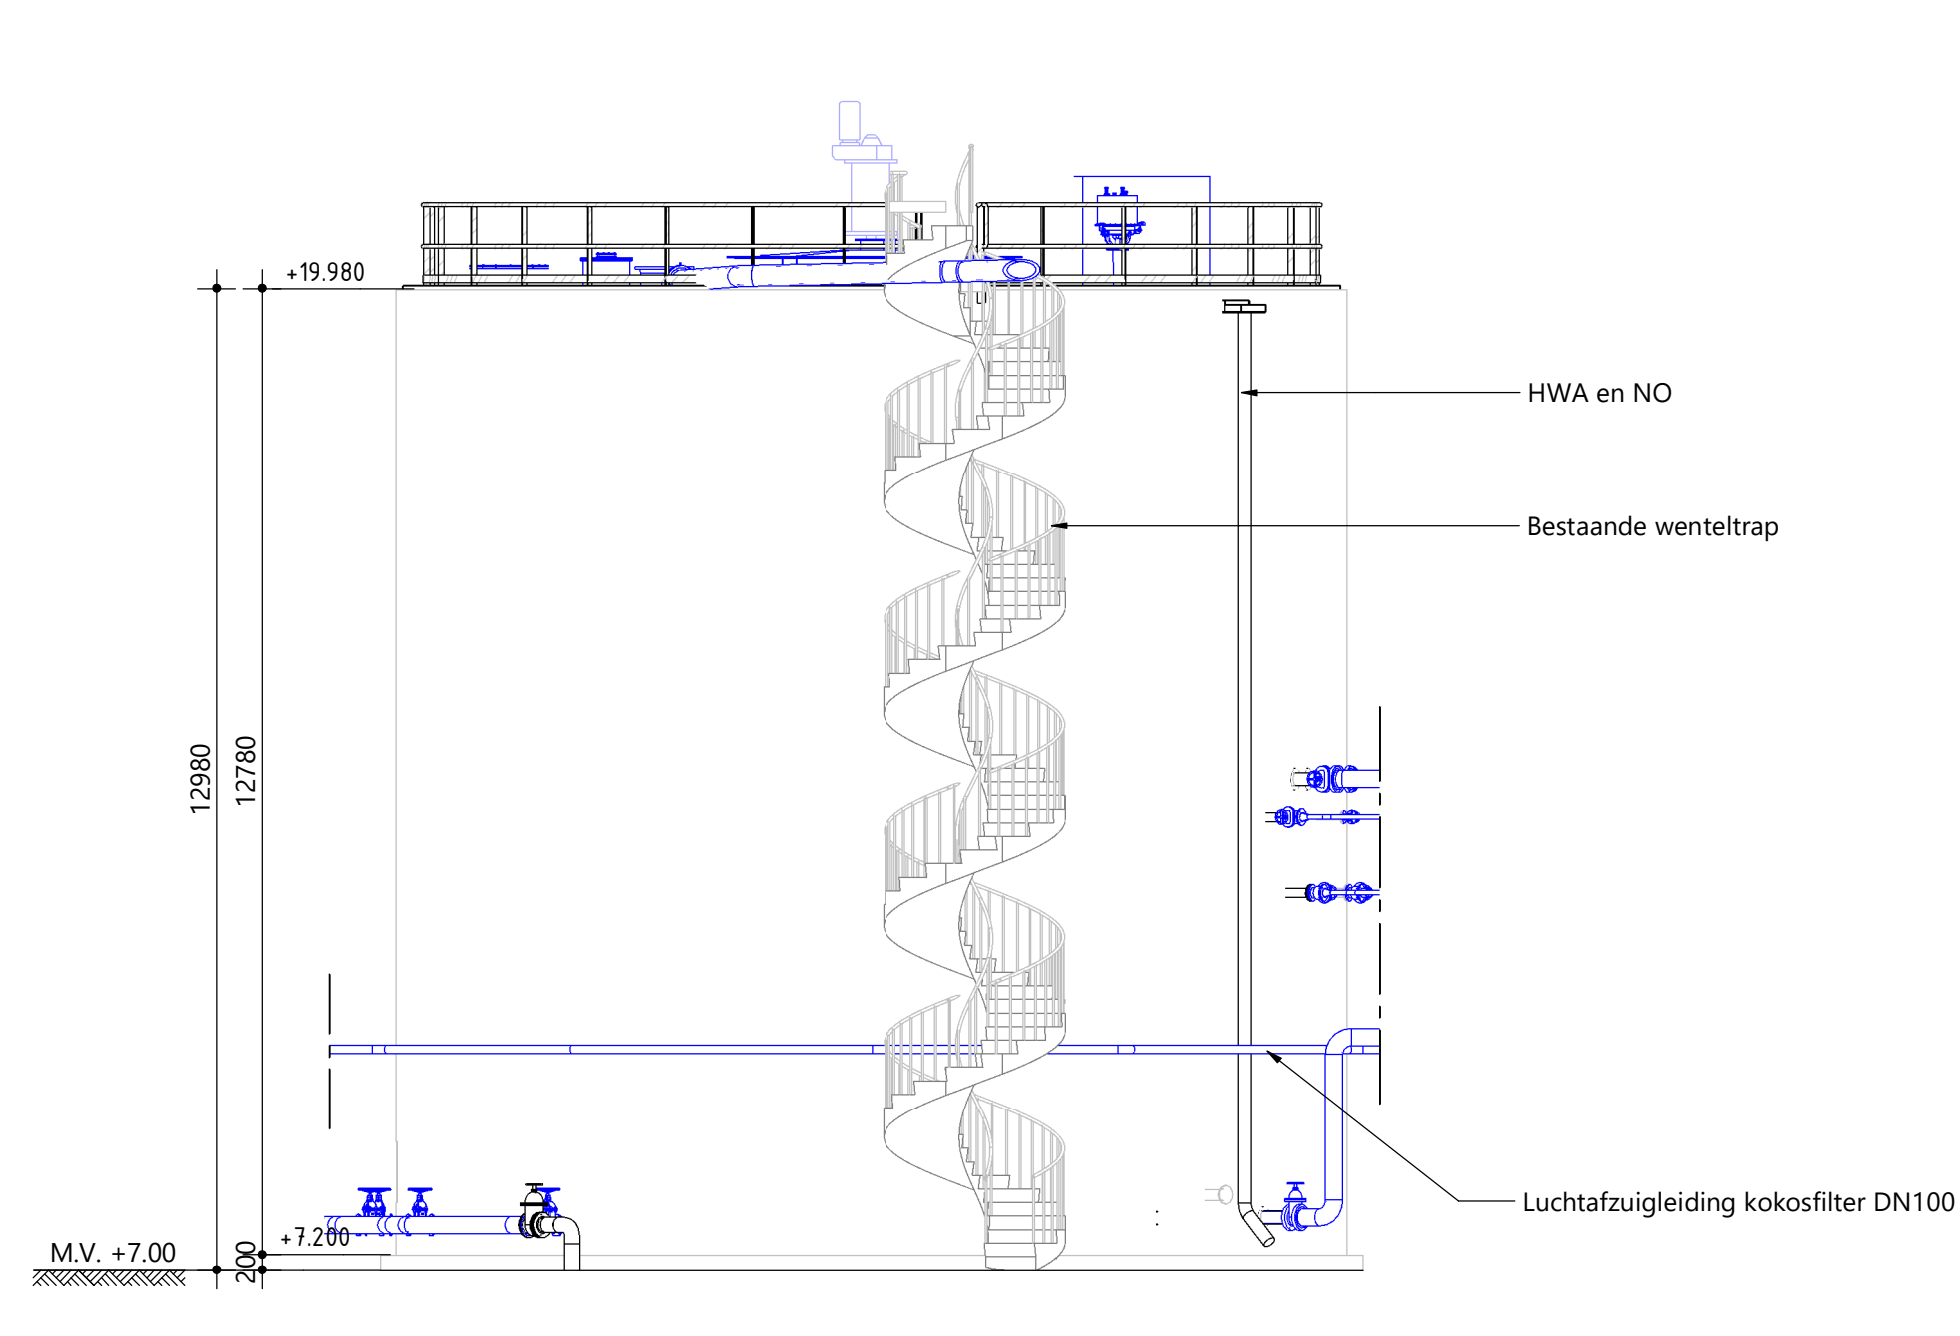 +19.980
HWA en NO
Bestaande wenteltrap
12980
12780
Luchtafzuigleiding kokosfilter DN100
+7.200
M.V. +7.00
200